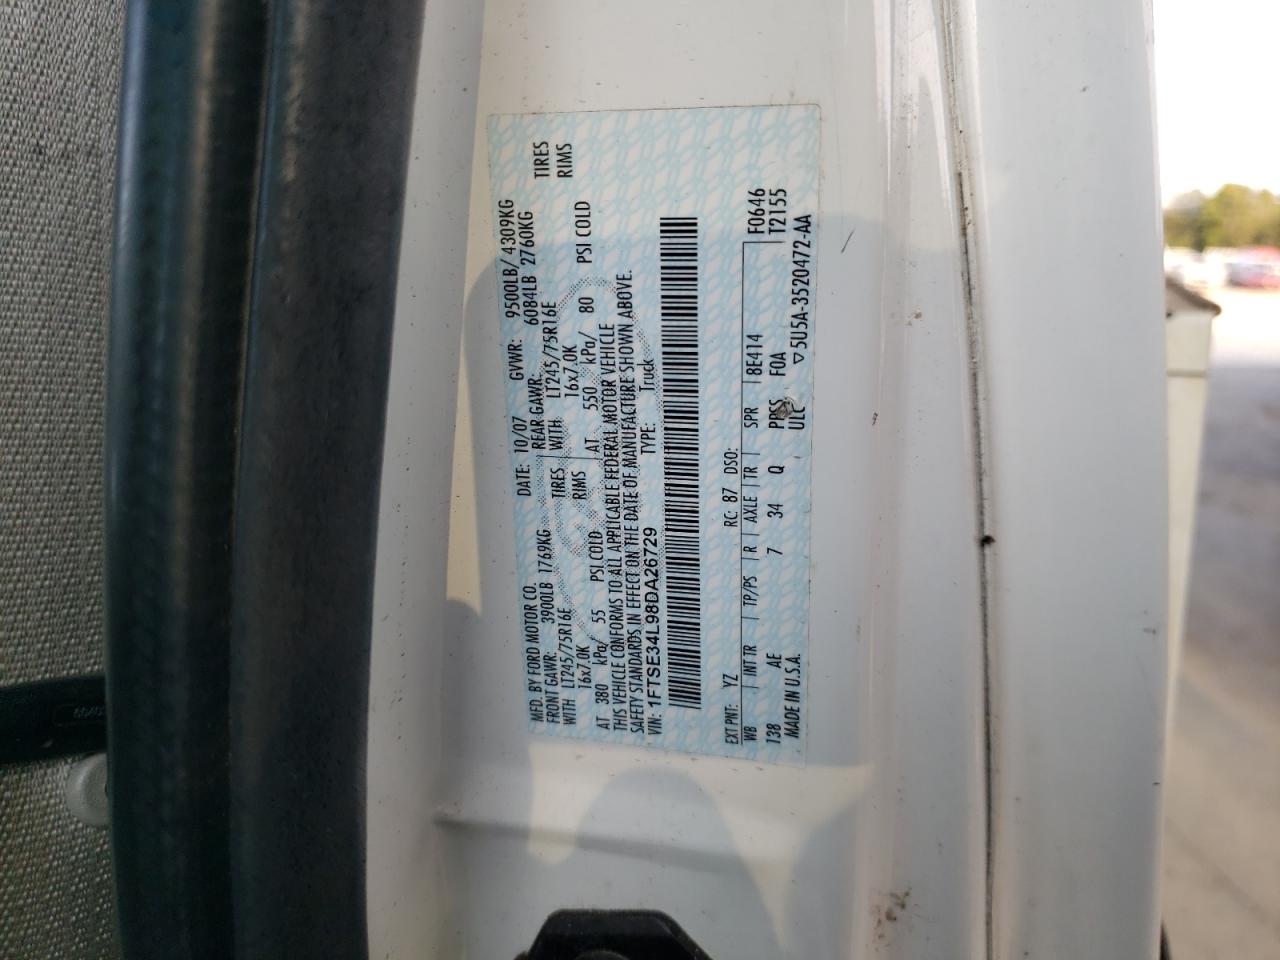 MFD. BY FORD MOTOR CO. DATE: 10/07 GVWR: 9500LB/ 4309KG
FRONT GAWR: 3900LB 1769KG REAR GAWR: 6084LB 2760KG
WITH LT245/75R16E TIRES WITH LT245/75R16E TIRES
16x7.0K RIMS 16x7.0K RIMS
AT 380 kPa/ 55 PSI COLD AT 550 kPa/ 80 PSI COLD
THIS VEHICLE CONFORMS TO ALL APPLICABLE FEDERAL MOTOR VEHICLE
SAFETY STANDARDS IN EFFECT ON THE DATE OF MANUFACTURE SHOWN ABOVE.
VIN: 1FTSE34L98DA26729 TYPE: Truck
F0646
T2155
EXT PNT: YZ RC: 87 DSO:
WB INT TR TP/PS R AXLE TR SPR 8E414
138 AE 7 34 Q PPSS F0A
MADE IN U.S.A. ULC ▽5U5A-3520472-AA